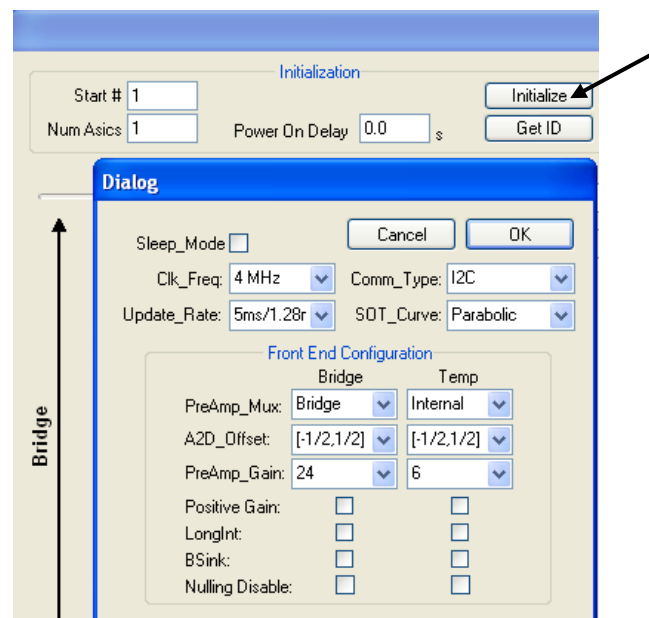 Initialization
Start # 1 Initialize
Num Asics 1 Power On Delay 0.0 s Get ID
Dialog
Sleep_Mode Cancel OK
Clk_Freq: 4 MHz Comm_Type: I2C
Update_Rate: 5ms/1.28r SOT_Curve: Parabolic
Front End Configuration
Bridge Temp
PreAmp_Mux: Bridge Internal
A2D_Offset: [-1/2,1/2] [-1/2,1/2]
PreAmp_Gain: 24 6
Positive Gain:
LongInt:
BSink:
Nulling Disable:
Bridge